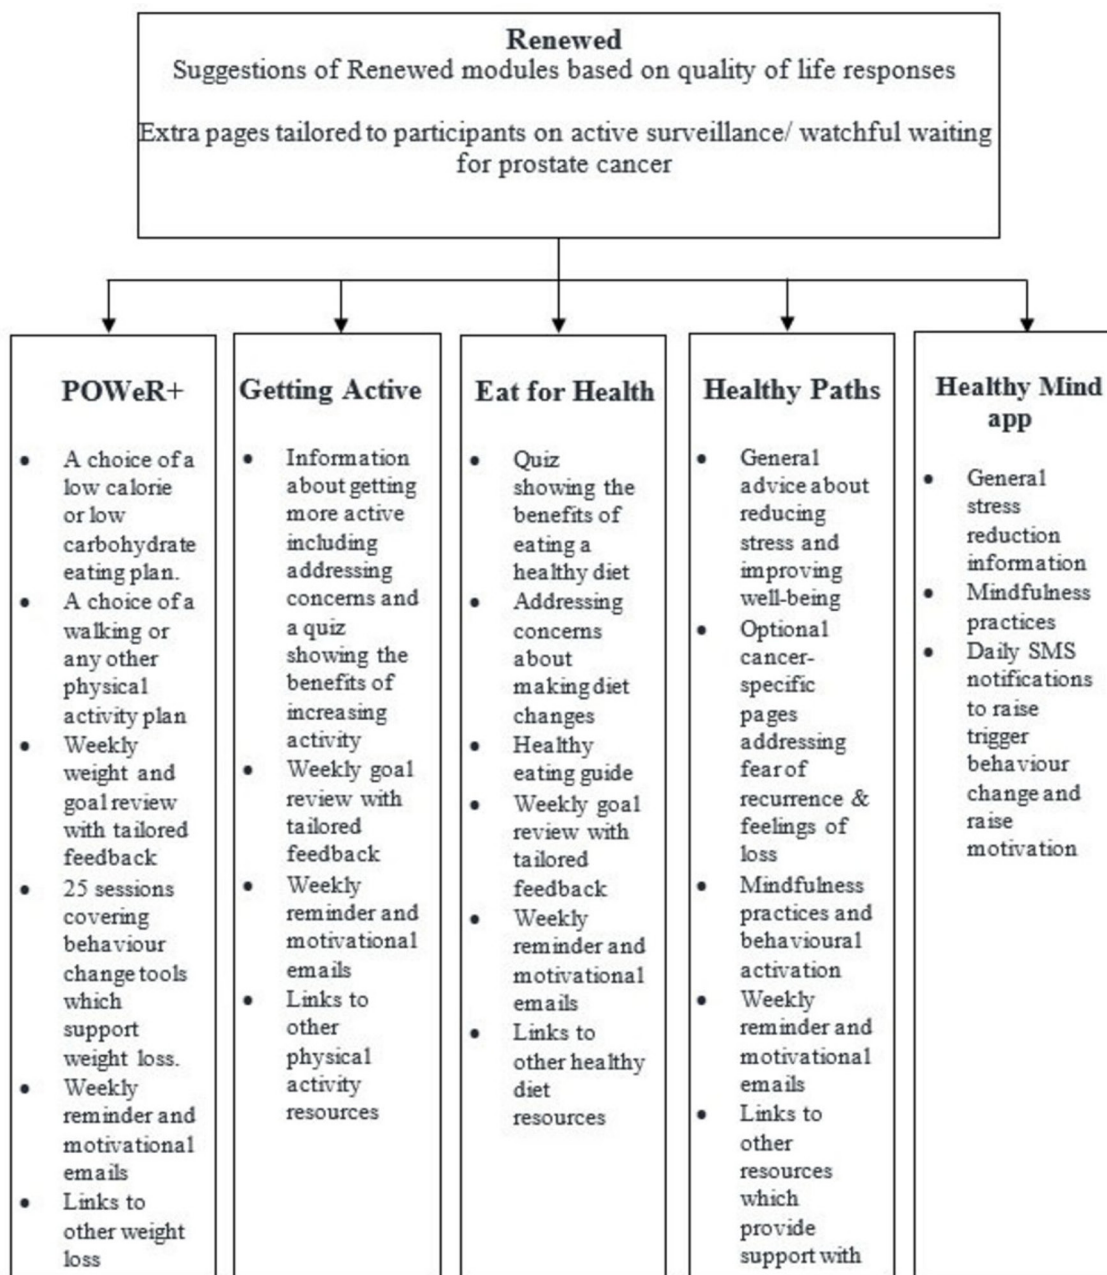 Renewed
Suggestions of Renewed modules based on quality of life responses
Extra pages tailored to participants on active surveillance/ watchful waiting
for prostate cancer
POWeR+
• A choice of a
low calorie
or low
carbohydrate
eating plan.
• A choice of a
walking or
any other
physical
activity plan
• Weekly
weight and
goal review
with tailored
feedback
• 25 sessions
covering
behaviour
change tools
which
support
weight loss.
• Weekly
reminder and
motivational
emails
• Links to
other weight
loss
Getting Active
• Information
about getting
more active
including
addressing
concerns and
a quiz
showing the
benefits of
increasing
activity
• Weekly goal
review with
tailored
feedback
• Weekly
reminder and
motivational
emails
• Links to
other
physical
activity
resources
Eat for Health
• Quiz
showing the
benefits of
eating a
healthy diet
• Addressing
concerns
about
making diet
changes
• Healthy
eating guide
• Weekly goal
review with
tailored
feedback
• Weekly
reminder and
motivational
emails
• Links to
other healthy
diet
resources
Healthy Paths
• General
advice about
reducing
stress and
improving
well-being
• Optional
cancer-
specific
pages
addressing
fear of
recurrence &
feelings of
loss
• Mindfulness
practices and
behavioural
activation
• Weekly
reminder and
motivational
emails
• Links to
other
resources
which
provide
support with
Healthy Mind
app
• General
stress
reduction
information
• Mindfulness
practices
• Daily SMS
notifications
to raise
trigger
behaviour
change and
raise
motivation